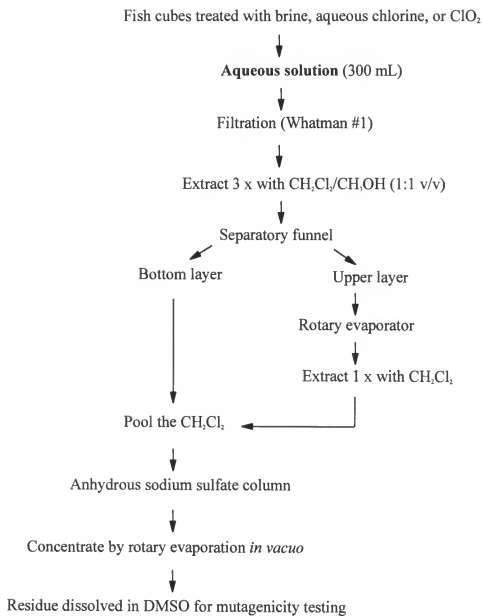 Fish cubes treated with brine, aqueous chlorine, or ClO₂
Aqueous solution (300 mL)
Filtration (Whatman #1)
Extract 3 x with CH₂Cl₂/CH₃OH (1:1 v/v)
Separatory funnel
Bottom layer
Upper layer
Rotary evaporator
Extract 1 x with CH₂Cl₂
Pool the CH₂Cl₂
Anhydrous sodium sulfate column
Concentrate by rotary evaporation in vacuo
Residue dissolved in DMSO for mutagenicity testing